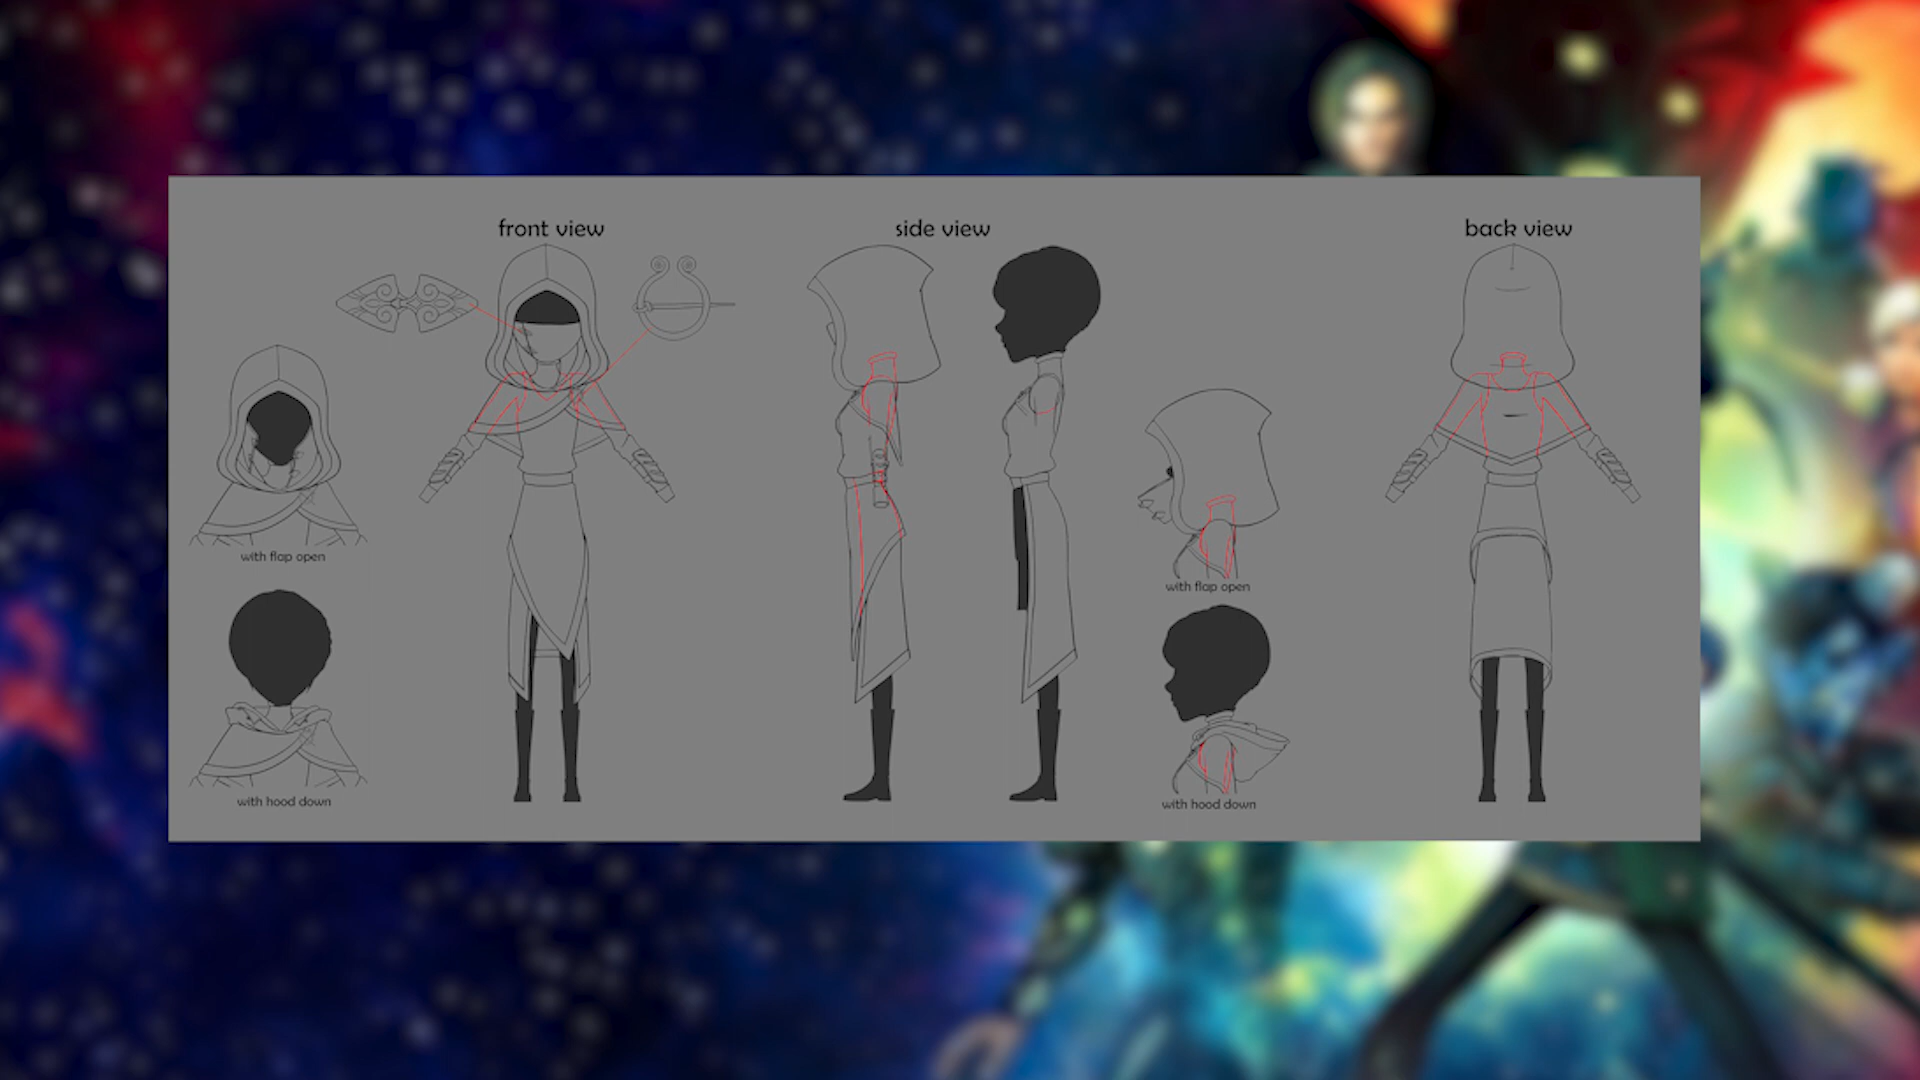 front view
side view
back view
with flap open
with flap open
with hood down
with hood down